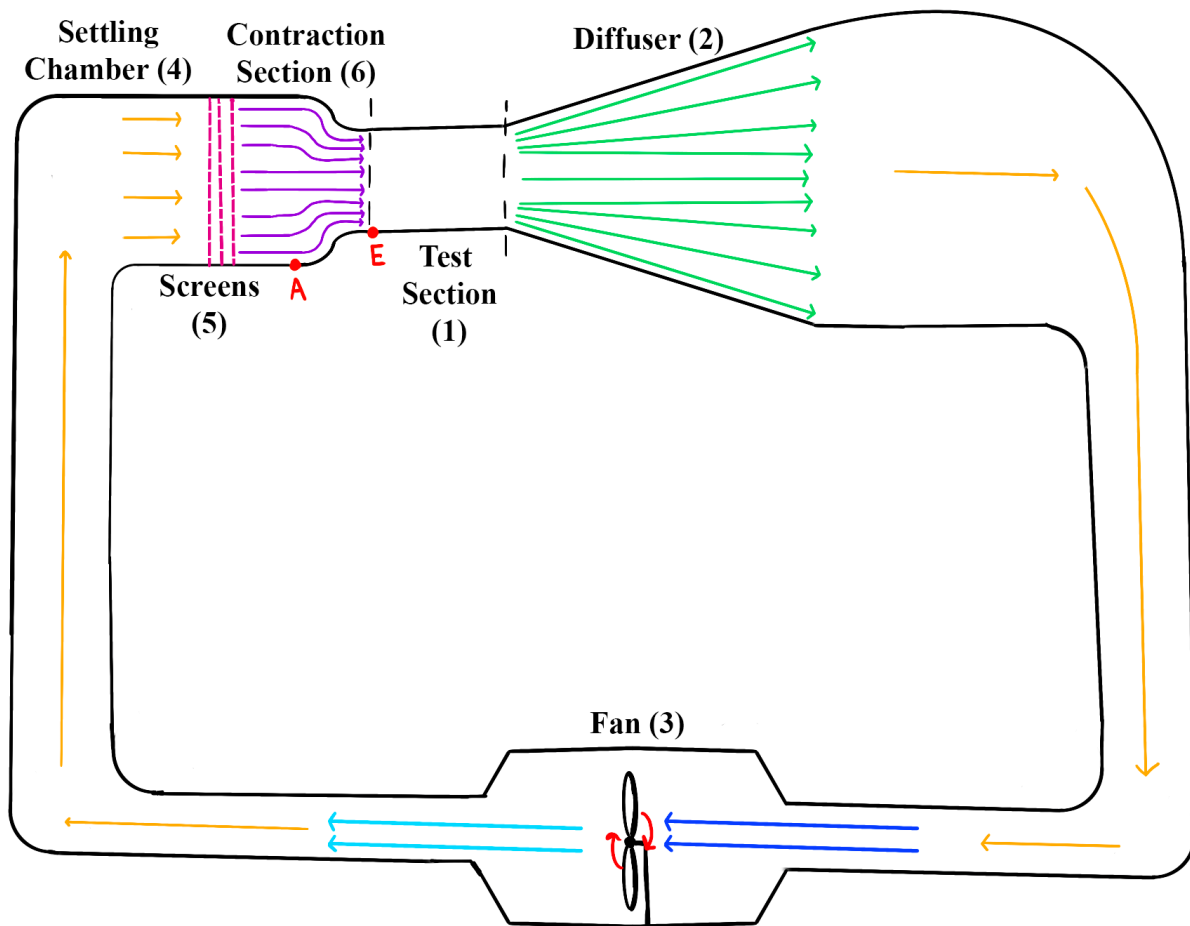 Settling
Chamber (4)
Contraction
Section (6)
Diffuser (2)
Screens
(5)
A
E
Test
Section
(1)
Fan (3)